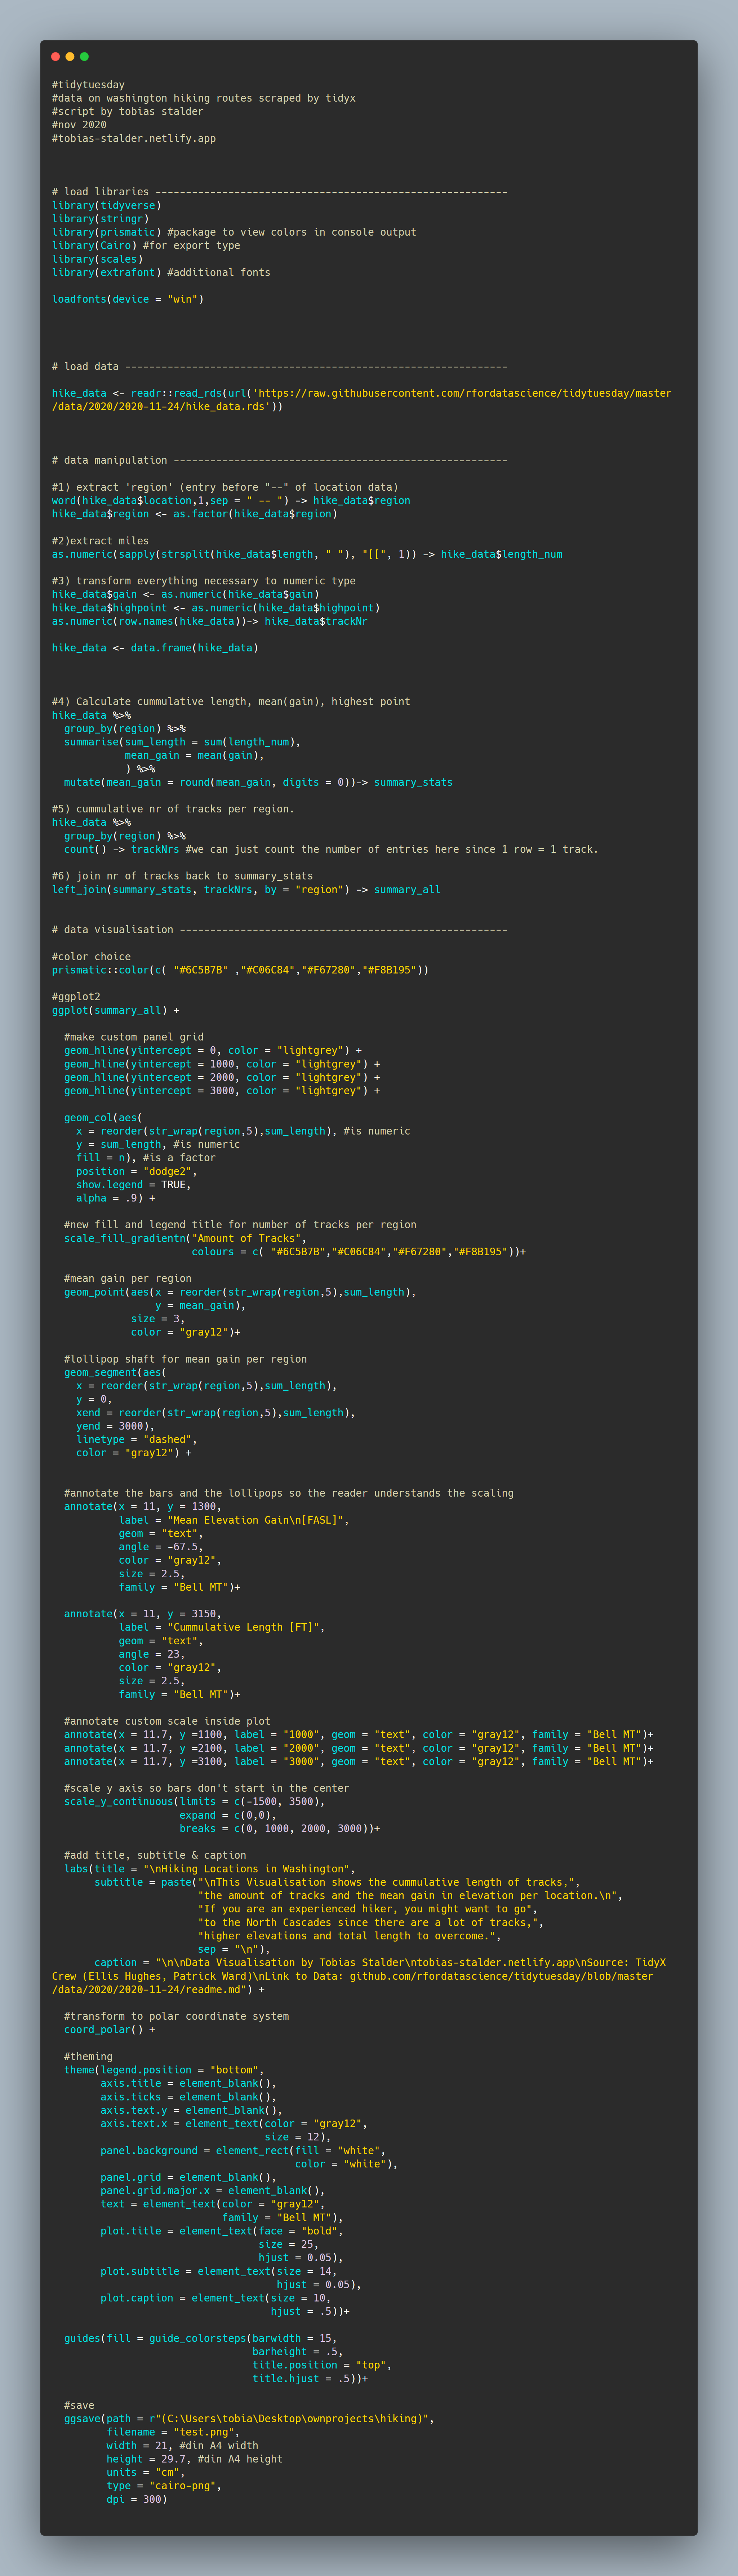 #tidytuesday
#data on washington hiking routes scraped by tidyx
#script by tobias stalder
#nov 2020
#tobias-stalder.netlify.app
# load libraries ----------------------------------------------------------
library(tidyverse)
library(stringr)
library(prismatic) #package to view colors in console output
library(Cairo) #for export type
library(scales)
library(extrafont) #additional fonts
loadfonts(device = "win")
# load data ---------------------------------------------------------------
hike_data <- readr::read_rds(url('https://raw.githubusercontent.com/rfordatascience/tidytuesday/master
/data/2020/2020-11-24/hike_data.rds'))
# data manipulation -------------------------------------------------------
#1) extract 'region' (entry before "--" of location data)
word(hike_data$location,1,sep = " -- ") -> hike_data$region
hike_data$region <- as.factor(hike_data$region)
#2)extract miles
as.numeric(sapply(strsplit(hike_data$length, " "), "[[", 1)) -> hike_data$length_num
#3) transform everything necessary to numeric type
hike_data$gain <- as.numeric(hike_data$gain)
hike_data$highpoint <- as.numeric(hike_data$highpoint)
as.numeric(row.names(hike_data))-> hike_data$trackNr
hike_data <- data.frame(hike_data)
#4) Calculate cummulative length, mean(gain), highest point
hike_data %>%
  group_by(region) %>%
  summarise(sum_length = sum(length_num),
            mean_gain = mean(gain),
            ) %>%
  mutate(mean_gain = round(mean_gain, digits = 0))-> summary_stats
#5) cummulative nr of tracks per region.
hike_data %>%
  group_by(region) %>%
  count() -> trackNrs #we can just count the number of entries here since 1 row = 1 track.
#6) join nr of tracks back to summary_stats
left_join(summary_stats, trackNrs, by = "region") -> summary_all
# data visualisation ------------------------------------------------------
#color choice
prismatic::color(c( "#6C5B7B" ,"#C06C84","#F67280","#F8B195"))
#ggplot2
ggplot(summary_all) +
  #make custom panel grid
  geom_hline(yintercept = 0, color = "lightgrey") +
  geom_hline(yintercept = 1000, color = "lightgrey") +
  geom_hline(yintercept = 2000, color = "lightgrey") +
  geom_hline(yintercept = 3000, color = "lightgrey") +
  geom_col(aes(
    x = reorder(str_wrap(region,5),sum_length), #is numeric
    y = sum_length, #is numeric
    fill = n), #is a factor
    position = "dodge2",
    show.legend = TRUE,
    alpha = .9) +
  #new fill and legend title for number of tracks per region
  scale_fill_gradientn("Amount of Tracks",
                       colours = c( "#6C5B7B","#C06C84","#F67280","#F8B195"))+
  #mean gain per region
  geom_point(aes(x = reorder(str_wrap(region,5),sum_length),
                 y = mean_gain),
             size = 3,
             color = "gray12")+
  #lollipop shaft for mean gain per region
  geom_segment(aes(
    x = reorder(str_wrap(region,5),sum_length),
    y = 0,
    xend = reorder(str_wrap(region,5),sum_length),
    yend = 3000),
    linetype = "dashed",
    color = "gray12") +
  #annotate the bars and the lollipops so the reader understands the scaling
  annotate(x = 11, y = 1300,
           label = "Mean Elevation Gain\n[FASL]",
           geom = "text",
           angle = -67.5,
           color = "gray12",
           size = 2.5,
           family = "Bell MT")+
  annotate(x = 11, y = 3150,
           label = "Cummulative Length [FT]",
           geom = "text",
           angle = 23,
           color = "gray12",
           size = 2.5,
           family = "Bell MT")+
  #annotate custom scale inside plot
  annotate(x = 11.7, y =1100, label = "1000", geom = "text", color = "gray12", family = "Bell MT")+
  annotate(x = 11.7, y =2100, label = "2000", geom = "text", color = "gray12", family = "Bell MT")+
  annotate(x = 11.7, y =3100, label = "3000", geom = "text", color = "gray12", family = "Bell MT")+
  #scale y axis so bars don't start in the center
  scale_y_continuous(limits = c(-1500, 3500),
                     expand = c(0,0),
                     breaks = c(0, 1000, 2000, 3000))+
  #add title, subtitle & caption
  labs(title = "\nHiking Locations in Washington",
       subtitle = paste("\nThis Visualisation shows the cummulative length of tracks,",
                        "the amount of tracks and the mean gain in elevation per location.\n",
                        "If you are an experienced hiker, you might want to go",
                        "to the North Cascades since there are a lot of tracks,",
                        "higher elevations and total length to overcome.",
                        sep = "\n"),
       caption = "\n\nData Visualisation by Tobias Stalder\ntobias-stalder.netlify.app\nSource: TidyX
Crew (Ellis Hughes, Patrick Ward)\nLink to Data: github.com/rfordatascience/tidytuesday/blob/master
/data/2020/2020-11-24/readme.md") +
  #transform to polar coordinate system
  coord_polar() +
  #theming
  theme(legend.position = "bottom",
        axis.title = element_blank(),
        axis.ticks = element_blank(),
        axis.text.y = element_blank(),
        axis.text.x = element_text(color = "gray12",
                                   size = 12),
        panel.background = element_rect(fill = "white",
                                        color = "white"),
        panel.grid = element_blank(),
        panel.grid.major.x = element_blank(),
        text = element_text(color = "gray12",
                            family = "Bell MT"),
        plot.title = element_text(face = "bold",
                                  size = 25,
                                  hjust = 0.05),
        plot.subtitle = element_text(size = 14,
                                     hjust = 0.05),
        plot.caption = element_text(size = 10,
                                    hjust = .5))+
  guides(fill = guide_colorsteps(barwidth = 15,
                                 barheight = .5,
                                 title.position = "top",
                                 title.hjust = .5))+
  #save
  ggsave(path = r"(C:\Users\tobia\Desktop\ownprojects\hiking)",
         filename = "test.png",
         width = 21, #din A4 width
         height = 29.7, #din A4 height
         units = "cm",
         type = "cairo-png",
         dpi = 300)